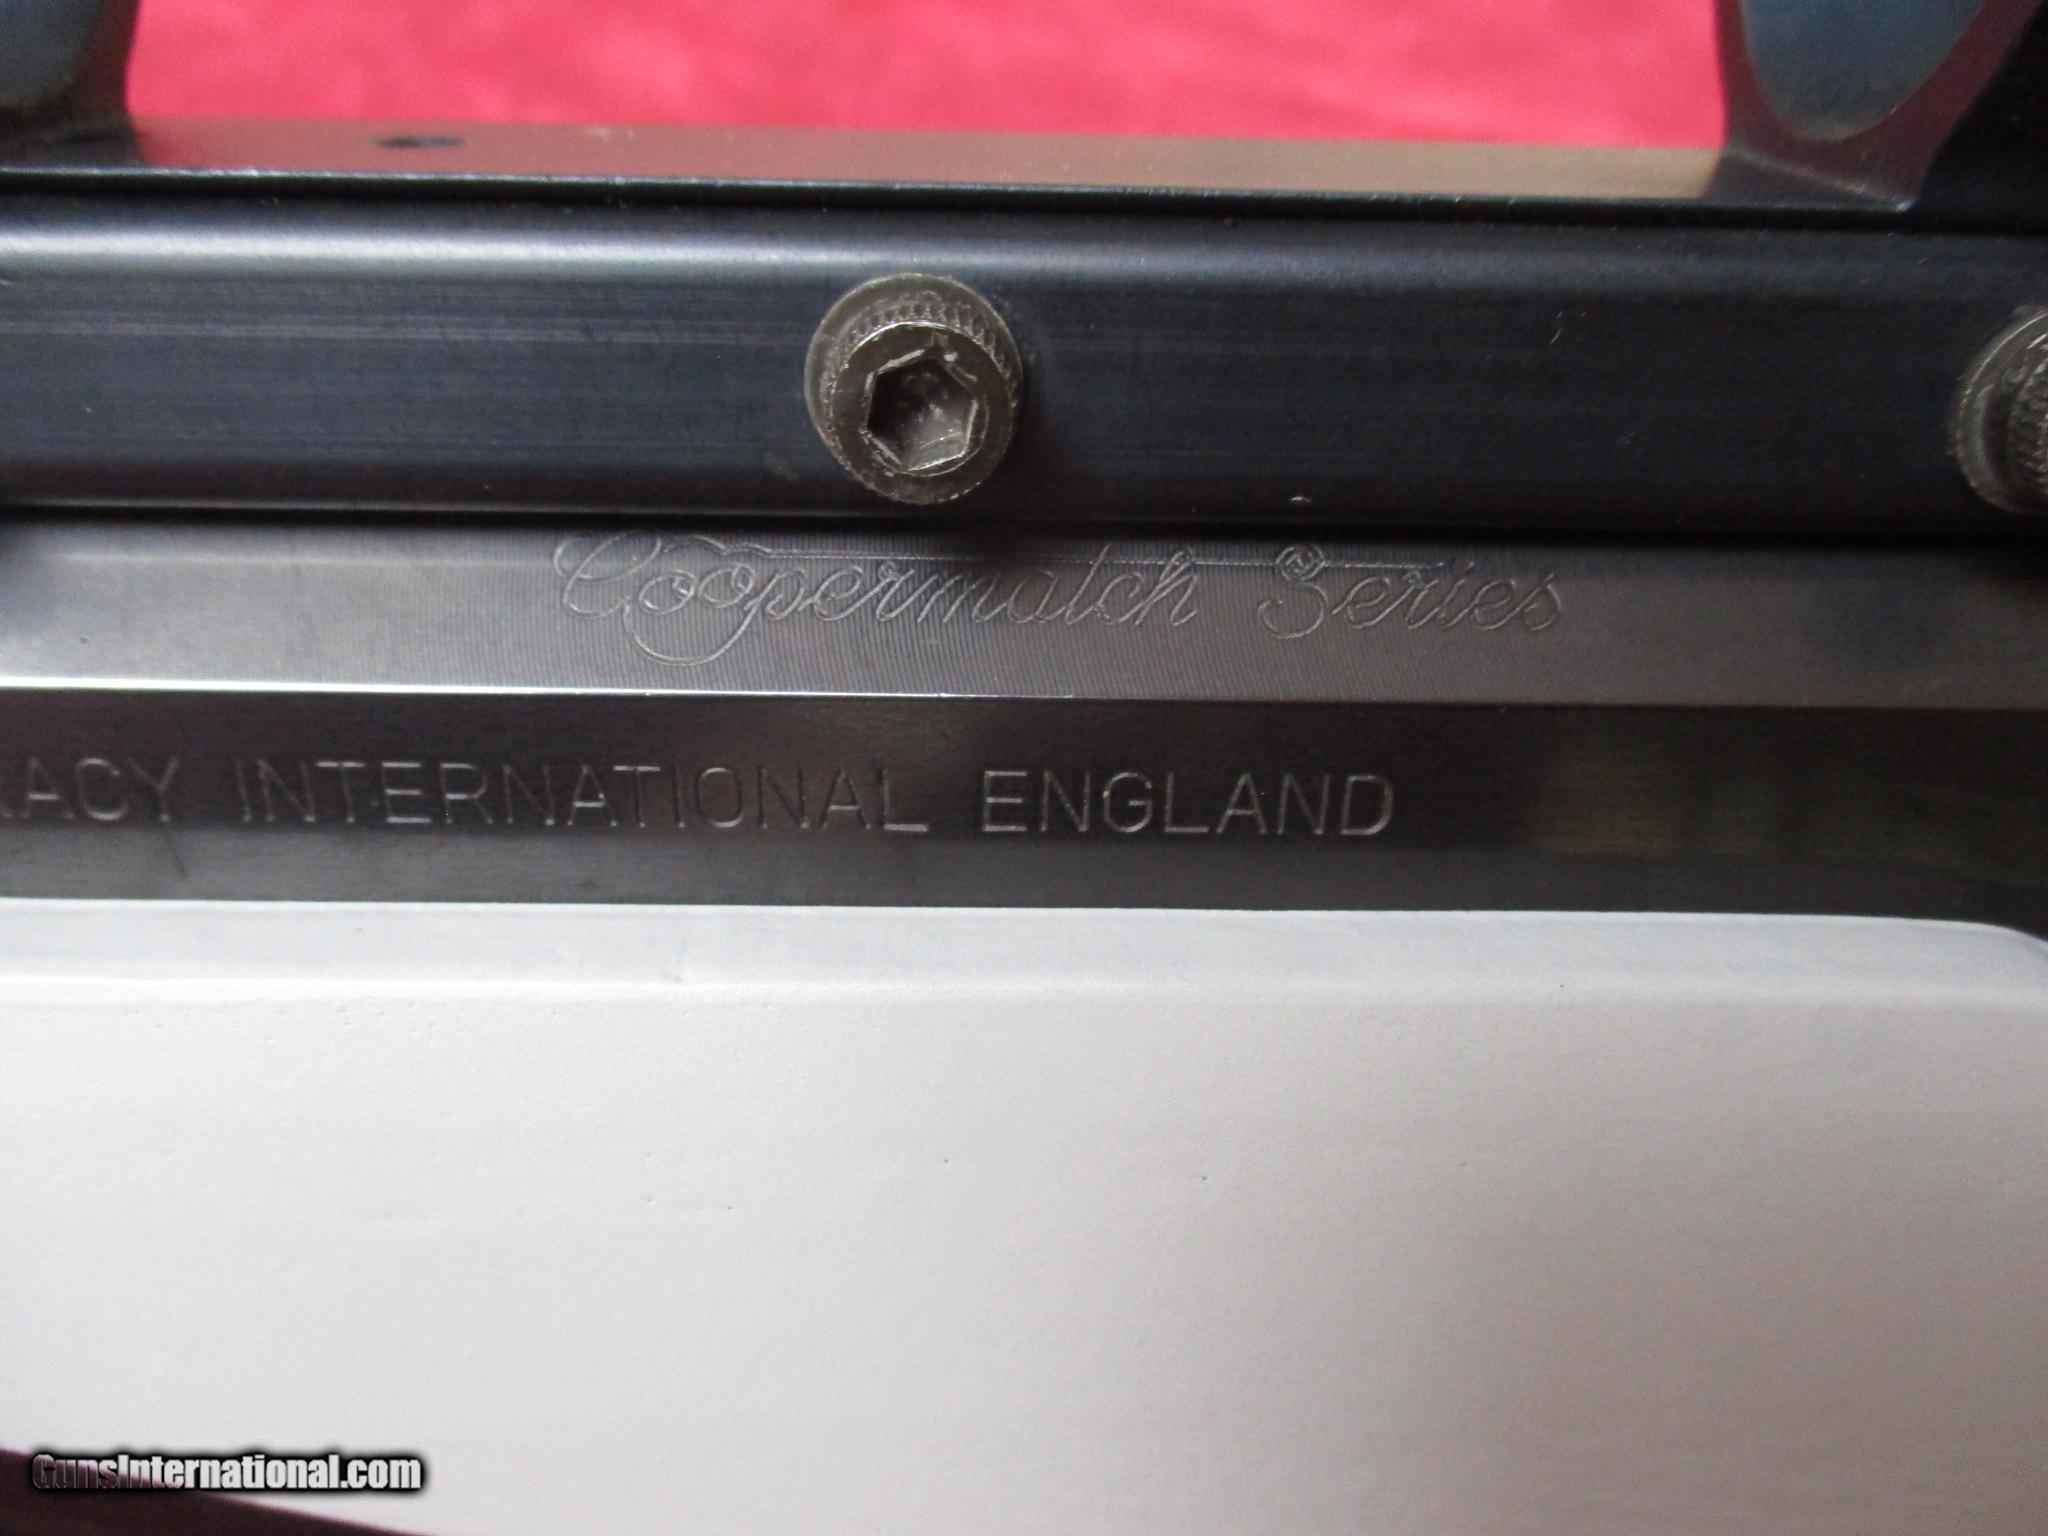 Coopermatch Series
RACY INTERNATIONAL ENGLAND
GunsInternational.com